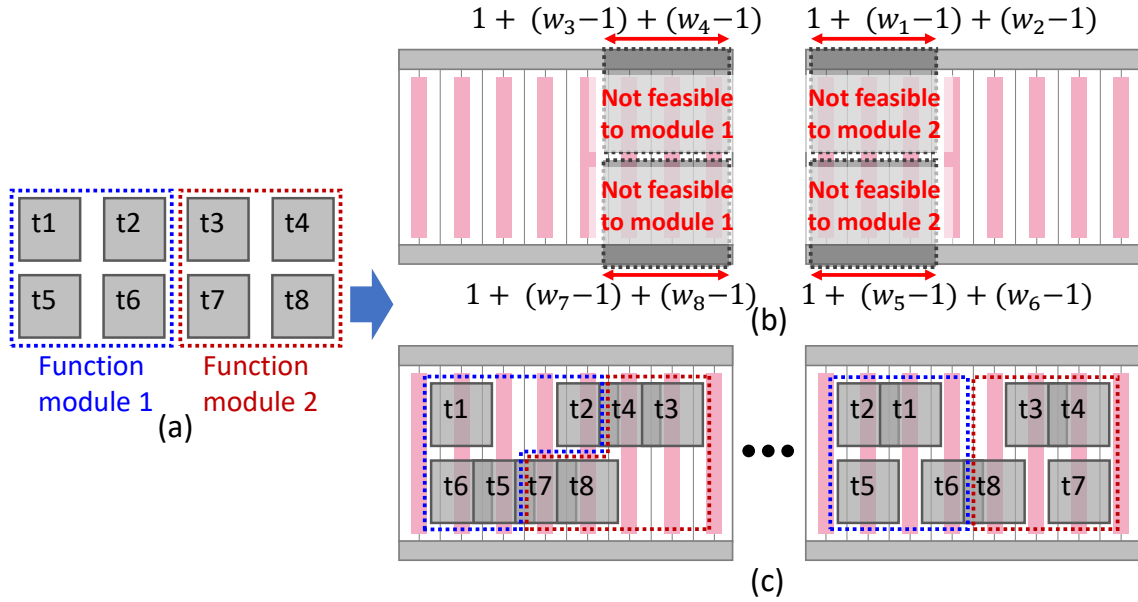 1 + (w₃−1) + (w₄−1)
1 + (w₁−1) + (w₂−1)
Not feasible
to module 1
Not feasible
to module 2
Not feasible
to module 1
Not feasible
to module 2
1 + (w₇−1) + (w₈−1)
1 + (w₅−1) + (w₆−1)
(b)
t1 t2 t3 t4
t5 t6 t7 t8
Function
module 1
Function
module 2
(a)
t1 t2 t4 t3
t6 t5 t7 t8
•••
t2 t1 t3 t4
t5 t6 t8 t7
(c)